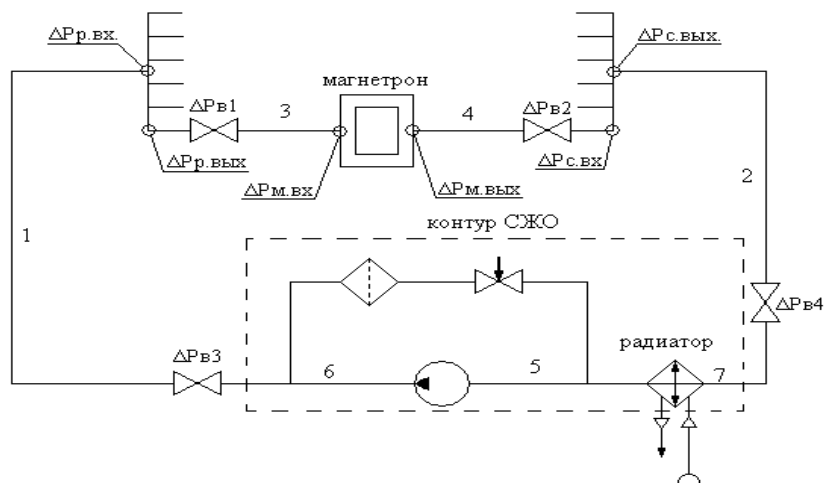 ΔPр.вх.
ΔPс.вых.
магнетрон
ΔPв1
3
4
ΔPв2
ΔPр.вых
ΔPс.вх
ΔPм.вх
ΔPм.вых
2
1
контур СЖО
ΔPв4
ΔPв3
радиатор
6
5
7